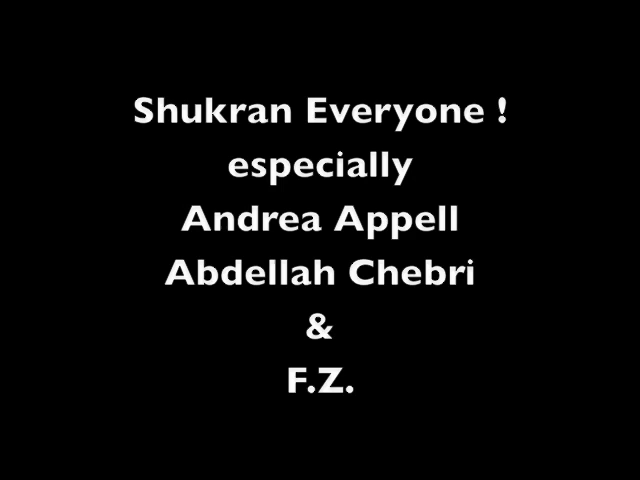 Shukran Everyone !
especially
Andrea Appell
Abdellah Chebri
&
F.Z.